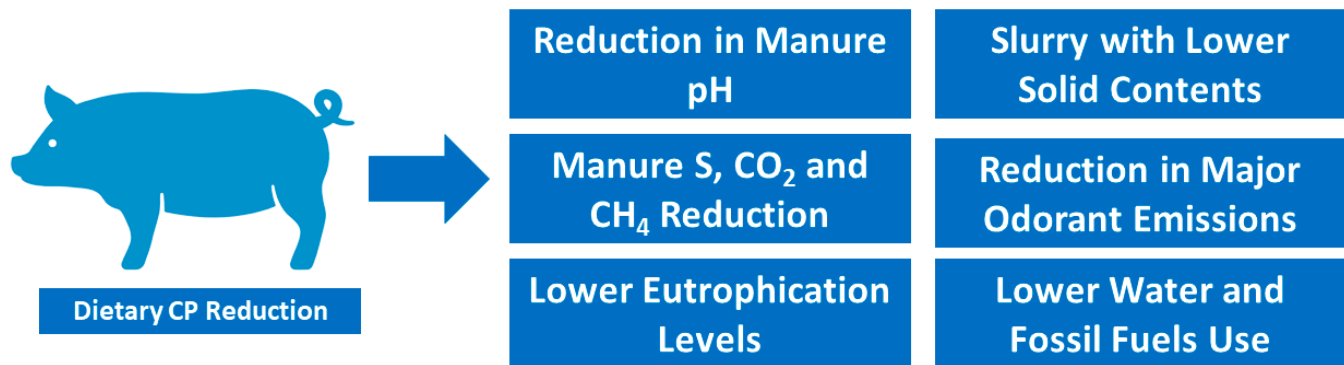 Dietary CP Reduction
Reduction in Manure
pH
Slurry with Lower
Solid Contents
Manure S, CO₂ and
CH₄ Reduction
Reduction in Major
Odorant Emissions
Lower Eutrophication
Levels
Lower Water and
Fossil Fuels Use